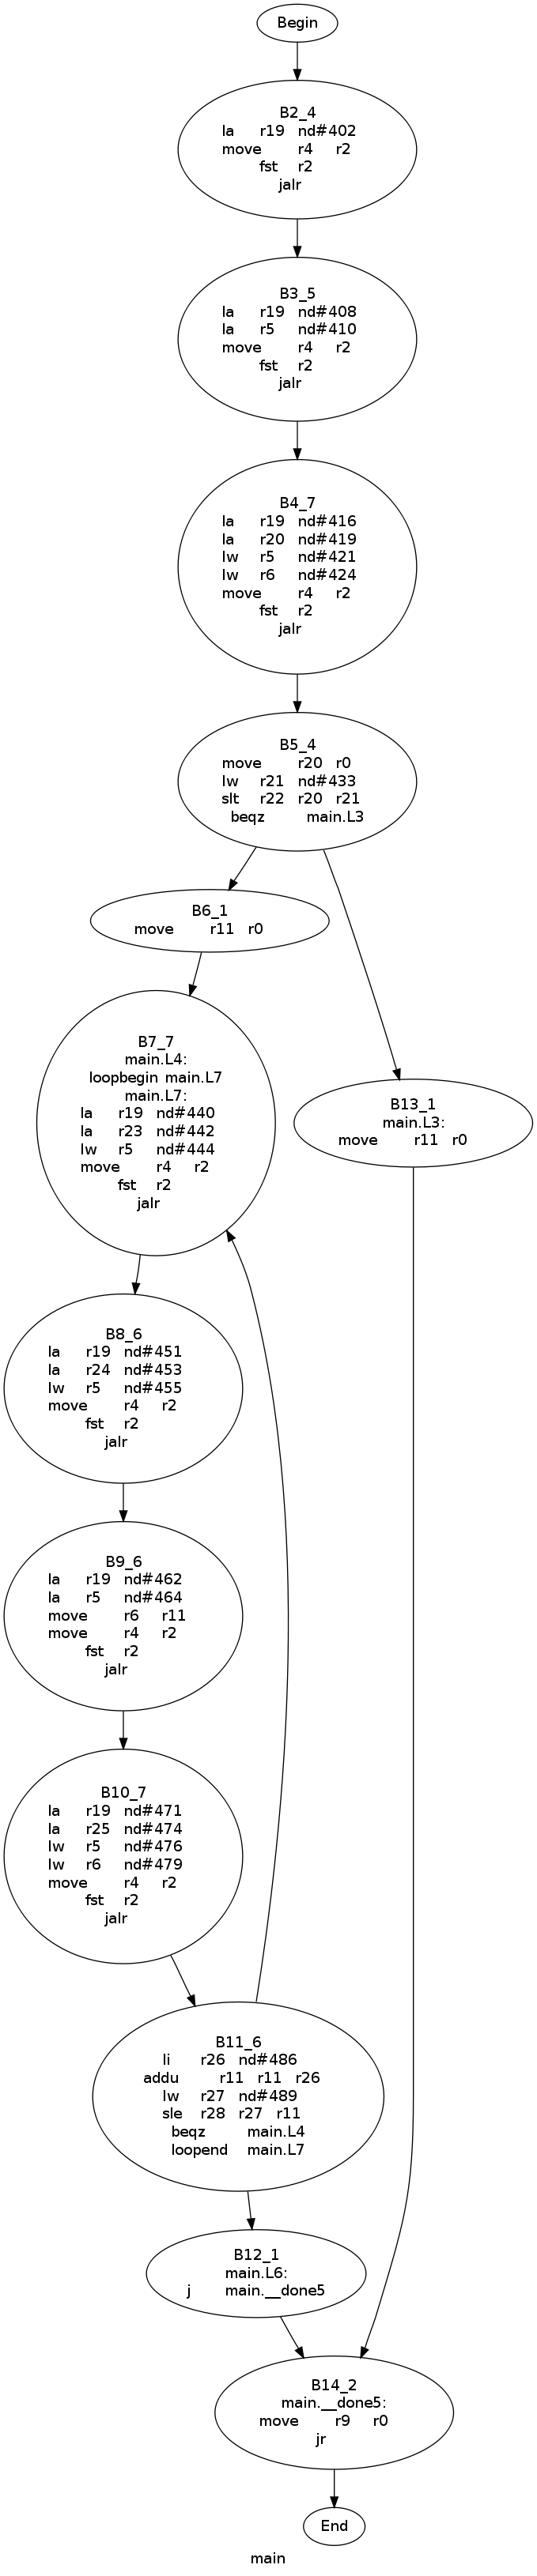 Begin
B2_4
la r19 nd#402
move r4 r2
fst r2
jalr
B3_5
la r19 nd#408
la r5 nd#410
move r4 r2
fst r2
jalr
B4_7
la r19 nd#416
la r20 nd#419
lw r5 nd#421
lw r6 nd#424
move r4 r2
fst r2
jalr
B5_4
move r20 r0
lw r21 nd#433
slt r22 r20 r21
beqz main.L3
B6_1
move r11 r0
B7_7
main.L4:
loopbegin main.L7
main.L7:
la r19 nd#440
la r23 nd#442
lw r5 nd#444
move r4 r2
fst r2
jalr
B13_1
main.L3:
move r11 r0
B8_6
la r19 nd#451
la r24 nd#453
lw r5 nd#455
move r4 r2
fst r2
jalr
B9_6
la r19 nd#462
la r5 nd#464
move r6 r11
move r4 r2
fst r2
jalr
B10_7
la r19 nd#471
la r25 nd#474
lw r5 nd#476
lw r6 nd#479
move r4 r2
fst r2
jalr
B11_6
li r26 nd#486
addu r11 r11 r26
lw r27 nd#489
sle r28 r27 r11
beqz main.L4
loopend main.L7
B12_1
main.L6:
j main.__done5
B14_2
main.__done5:
move r9 r0
jr
End
main